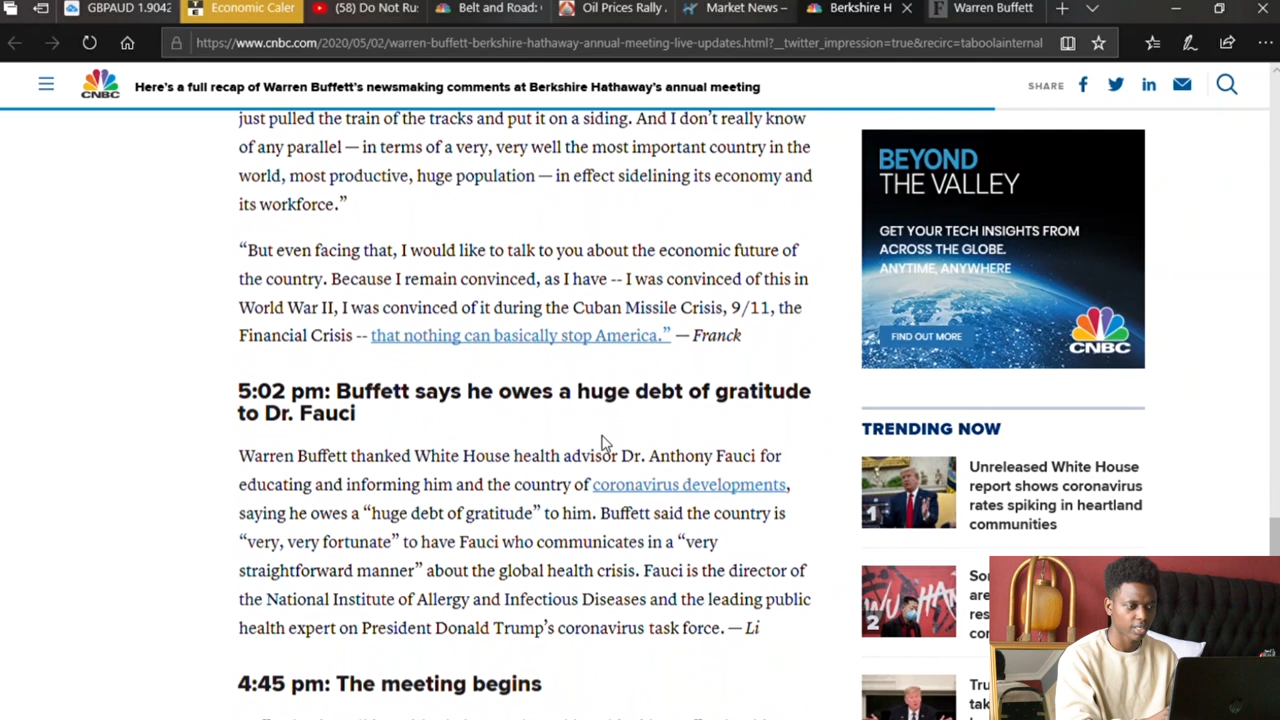 GBPAUD 1.9042
Economic Caler
(58) Do Not Ru
Belt and Road:
Oil Prices Rally
Market News –
Berkshire H
Warren Buffett
https://www.cnbc.com/2020/05/02/warren-buffett-berkshire-hathaway-annual-meeting-live-updates.html?__twitter_impression=true&recirc=taboolainternal
CNBC
Here's a full recap of Warren Buffett's newsmaking comments at Berkshire Hathaway's annual meeting
SHARE
just pulled the train of the tracks and put it on a siding. And I don't really know
of any parallel — in terms of a very, very well the most important country in the
world, most productive, huge population — in effect sidelining its economy and
its workforce."
"But even facing that, I would like to talk to you about the economic future of
the country. Because I remain convinced, as I have -- I was convinced of this in
World War II, I was convinced of it during the Cuban Missile Crisis, 9/11, the
Financial Crisis -- that nothing can basically stop America." — Franck
5:02 pm: Buffett says he owes a huge debt of gratitude
to Dr. Fauci
Warren Buffett thanked White House health advisor Dr. Anthony Fauci for
educating and informing him and the country of coronavirus developments,
saying he owes a "huge debt of gratitude" to him. Buffett said the country is
"very, very fortunate" to have Fauci who communicates in a "very
straightforward manner" about the global health crisis. Fauci is the director of
the National Institute of Allergy and Infectious Diseases and the leading public
health expert on President Donald Trump's coronavirus task force. — Li
4:45 pm: The meeting begins
BEYOND
THE VALLEY
GET YOUR TECH INSIGHTS FROM
ACROSS THE GLOBE.
ANYTIME, ANYWHERE
FIND OUT MORE
CNBC
TRENDING NOW
1
Unreleased White House
report shows coronavirus
rates spiking in heartland
communities
2
are
res
Tru
tak